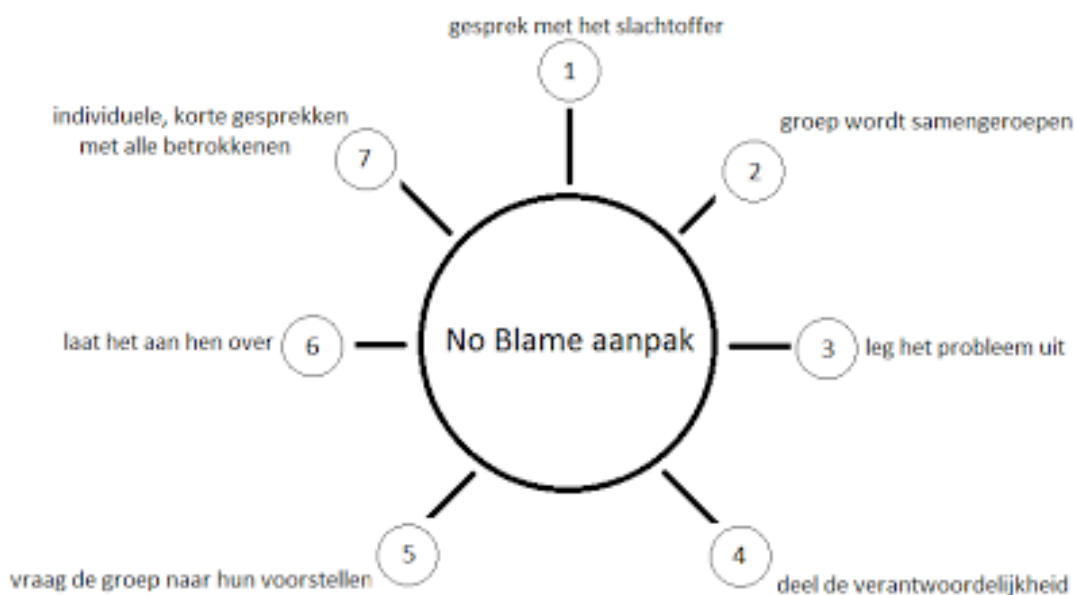 gesprek met het slachtoffer
1
groep wordt samengeroepen
2
leg het probleem uit
3
deel de verantwoordelijkheid
4
vraag de groep naar hun voorstellen
5
laat het aan hen over
6
individuele, korte gesprekken
met alle betrokkenen
7
No Blame aanpak